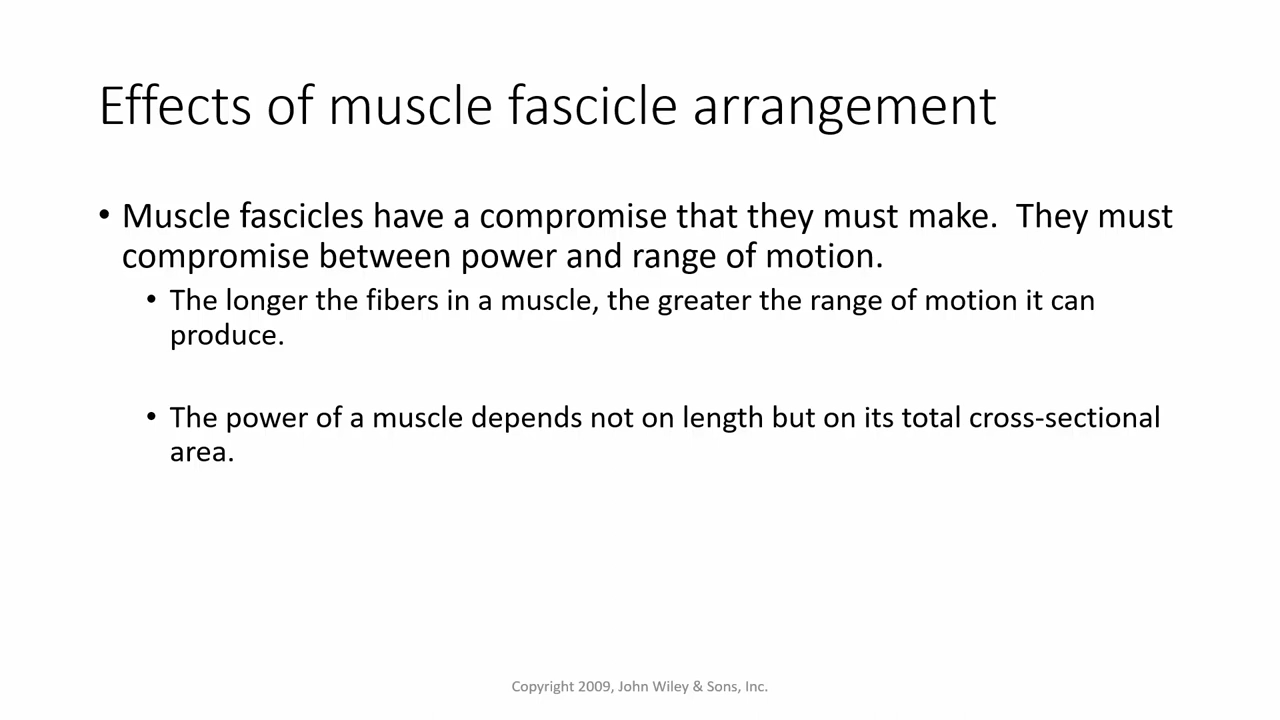 Effects of muscle fascicle arrangement
• Muscle fascicles have a compromise that they must make.  They must
compromise between power and range of motion.
• The longer the fibers in a muscle, the greater the range of motion it can
produce.
• The power of a muscle depends not on length but on its total cross-sectional
area.
Copyright 2009, John Wiley & Sons, Inc.